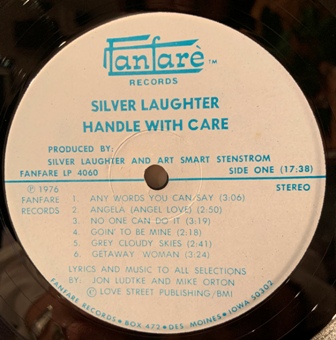 Fanfarè™
RECORDS
SILVER LAUGHTER
HANDLE WITH CARE
PRODUCED BY:
SILVER LAUGHTER AND ART SMART STENSTROM
FANFARE LP 4060
SIDE ONE (17:38)
℗ 1976
FANFARE
RECORDS
STEREO
1. ANY WORDS YOU CAN SAY (3:06)
2. ANGELA (ANGEL LOVE) (2:50)
3. NO ONE CAN DO IT (3:19)
4. GOIN' TO BE MINE (2:18)
5. GREY CLOUDY SKIES (2:41)
6. GETAWAY WOMAN (3:24)
LYRICS AND MUSIC TO ALL SELECTIONS
BY: JON LUDTKE AND MIKE ORTON
© LOVE STREET PUBLISHING/BMI
FANFARE RECORDS • BOX 473 • DES MOINES • IOWA 50302